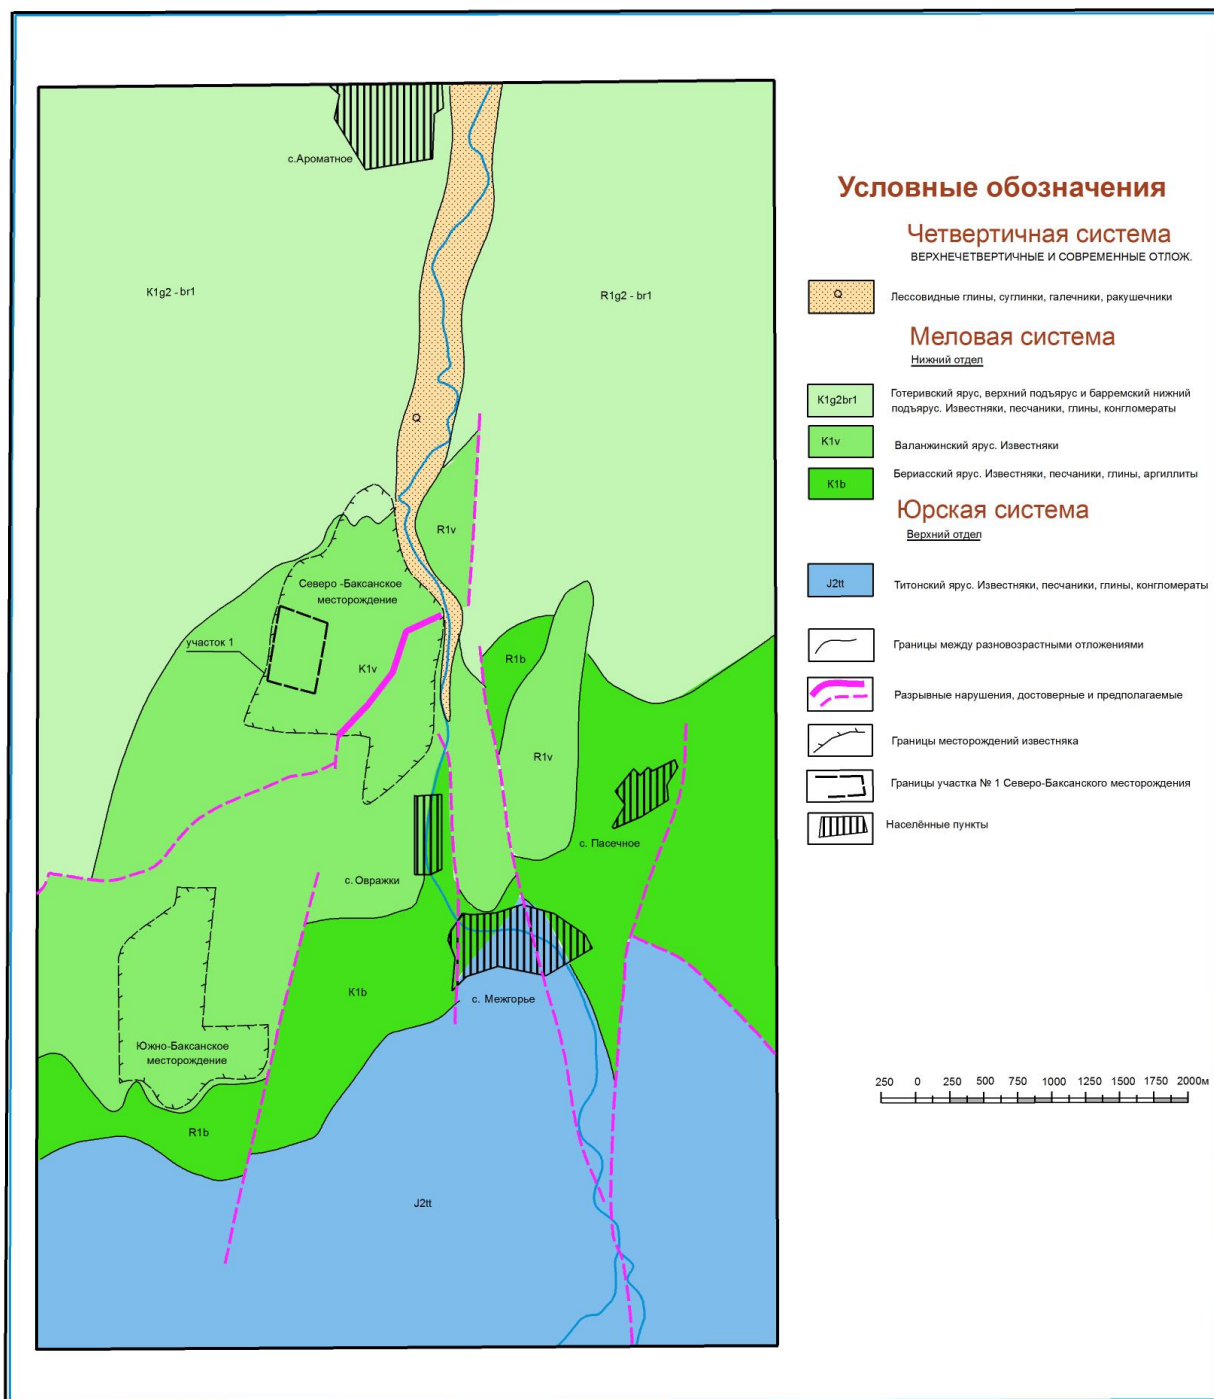 с.Ароматное
K1g2 - br1
R1g2 - br1
Q
R1v
Северо -Баксанское
месторождение
участок 1
K1v
R1b
R1v
с. Пасечное
с.Овражки
K1b
с. Межгорье
Южно-Баксанское
месторождение
R1b
J2tt
Условные обозначения
Четвертичная система
ВЕРХНЕЧЕТВЕРТИЧНЫЕ И СОВРЕМЕННЫЕ ОТЛОЖ.
Q
Лессовидные глины, суглинки, галечники, ракушечники
Меловая система
Нижний отдел
K1g2br1
Готеривский ярус, верхний подъярус и барремский нижний
подъярус. Известняки, песчаники, глины, конгломераты
K1v
Валанжинский ярус. Известняки
K1b
Бериасский ярус. Известняки, песчаники, глины, аргиллиты
Юрская система
Верхний отдел
J2tt
Титонский ярус. Известняки, песчаники, глины, конгломераты
Границы между разновозрастными отложениями
Разрывные нарушения, достоверные и предполагаемые
Границы месторождений известняка
Границы участка № 1 Северо-Баксанского месторождения
Населённые пункты
250 0 250 500 750 1000 1250 1500 1750 2000м